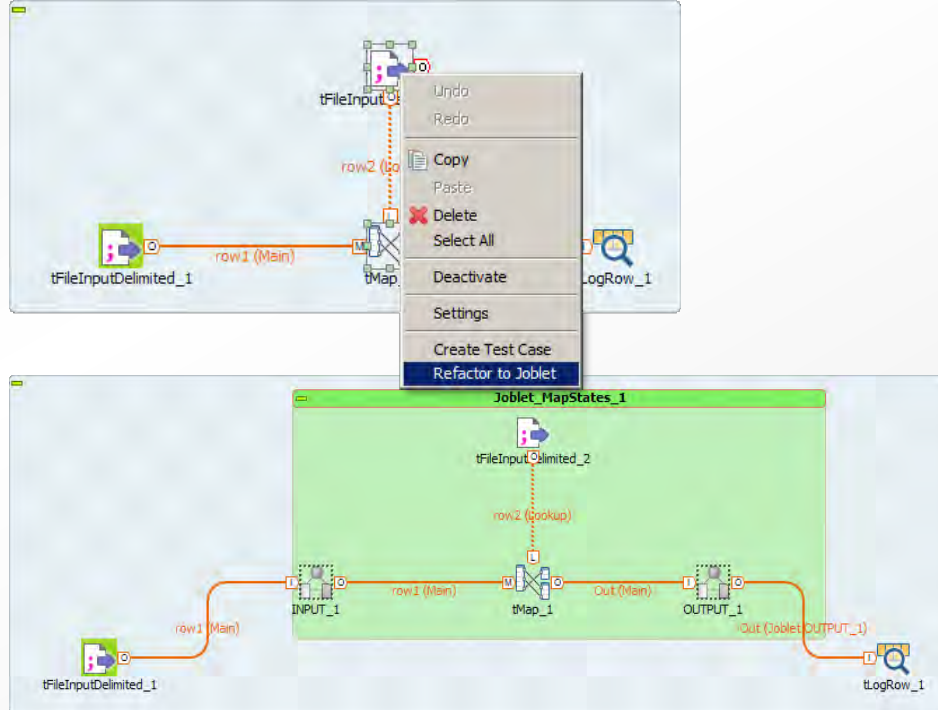 O
tFileInput
O
Undo
Redo
row2 (Lo
Copy
Paste
L
Delete
Select All
O
row1 (Main)
M
tFileInputDelimited_1
tMap_
LogRow_1
Deactivate
Settings
Create Test Case
Refactor to Joblet
Joblet_MapStates_1
tFileInputDelimited_2
O
row2 (Lookup)
L
I
O
row1 (Main)
M
O
Out (Main)
I
O
INPUT_1
tMap_1
OUTPUT_1
row1 (Main)
Out (Joblet:OUTPUT_1)
O
I
tFileInputDelimited_1
tLogRow_1